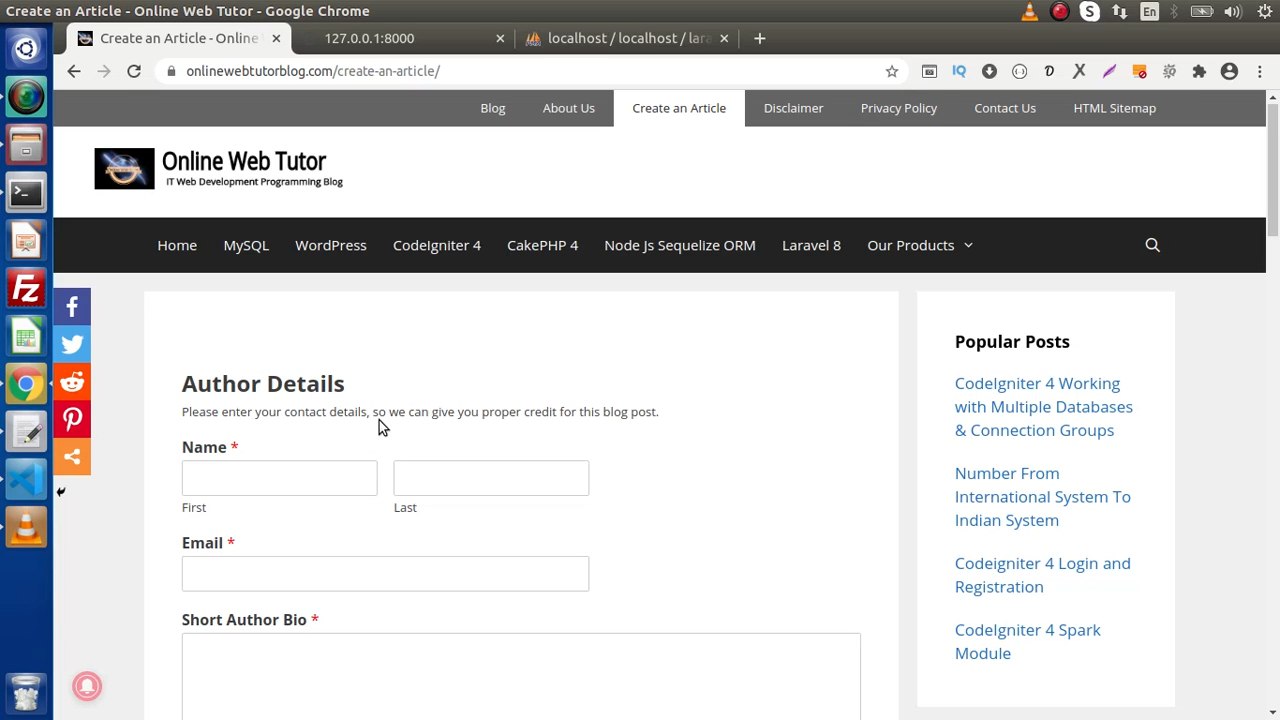 Create an Article - Online Web Tutor - Google Chrome
En
Create an Article - Online
127.0.0.1:8000
localhost / localhost / lara
onlinewebtutorblog.com/create-an-article/
Blog
About Us
Create an Article
Disclaimer
Privacy Policy
Contact Us
HTML Sitemap
Online Web Tutor
IT Web Development Programming Blog
Home
MySQL
WordPress
CodeIgniter 4
CakePHP 4
Node Js Sequelize ORM
Laravel 8
Our Products
Author Details
Please enter your contact details, so we can give you proper credit for this blog post.
Name *
First
Last
Email *
Short Author Bio *
Popular Posts
CodeIgniter 4 Working
with Multiple Databases
& Connection Groups
Number From
International System To
Indian System
CodeIgniter 4 Login and
Registration
CodeIgniter 4 Spark
Module